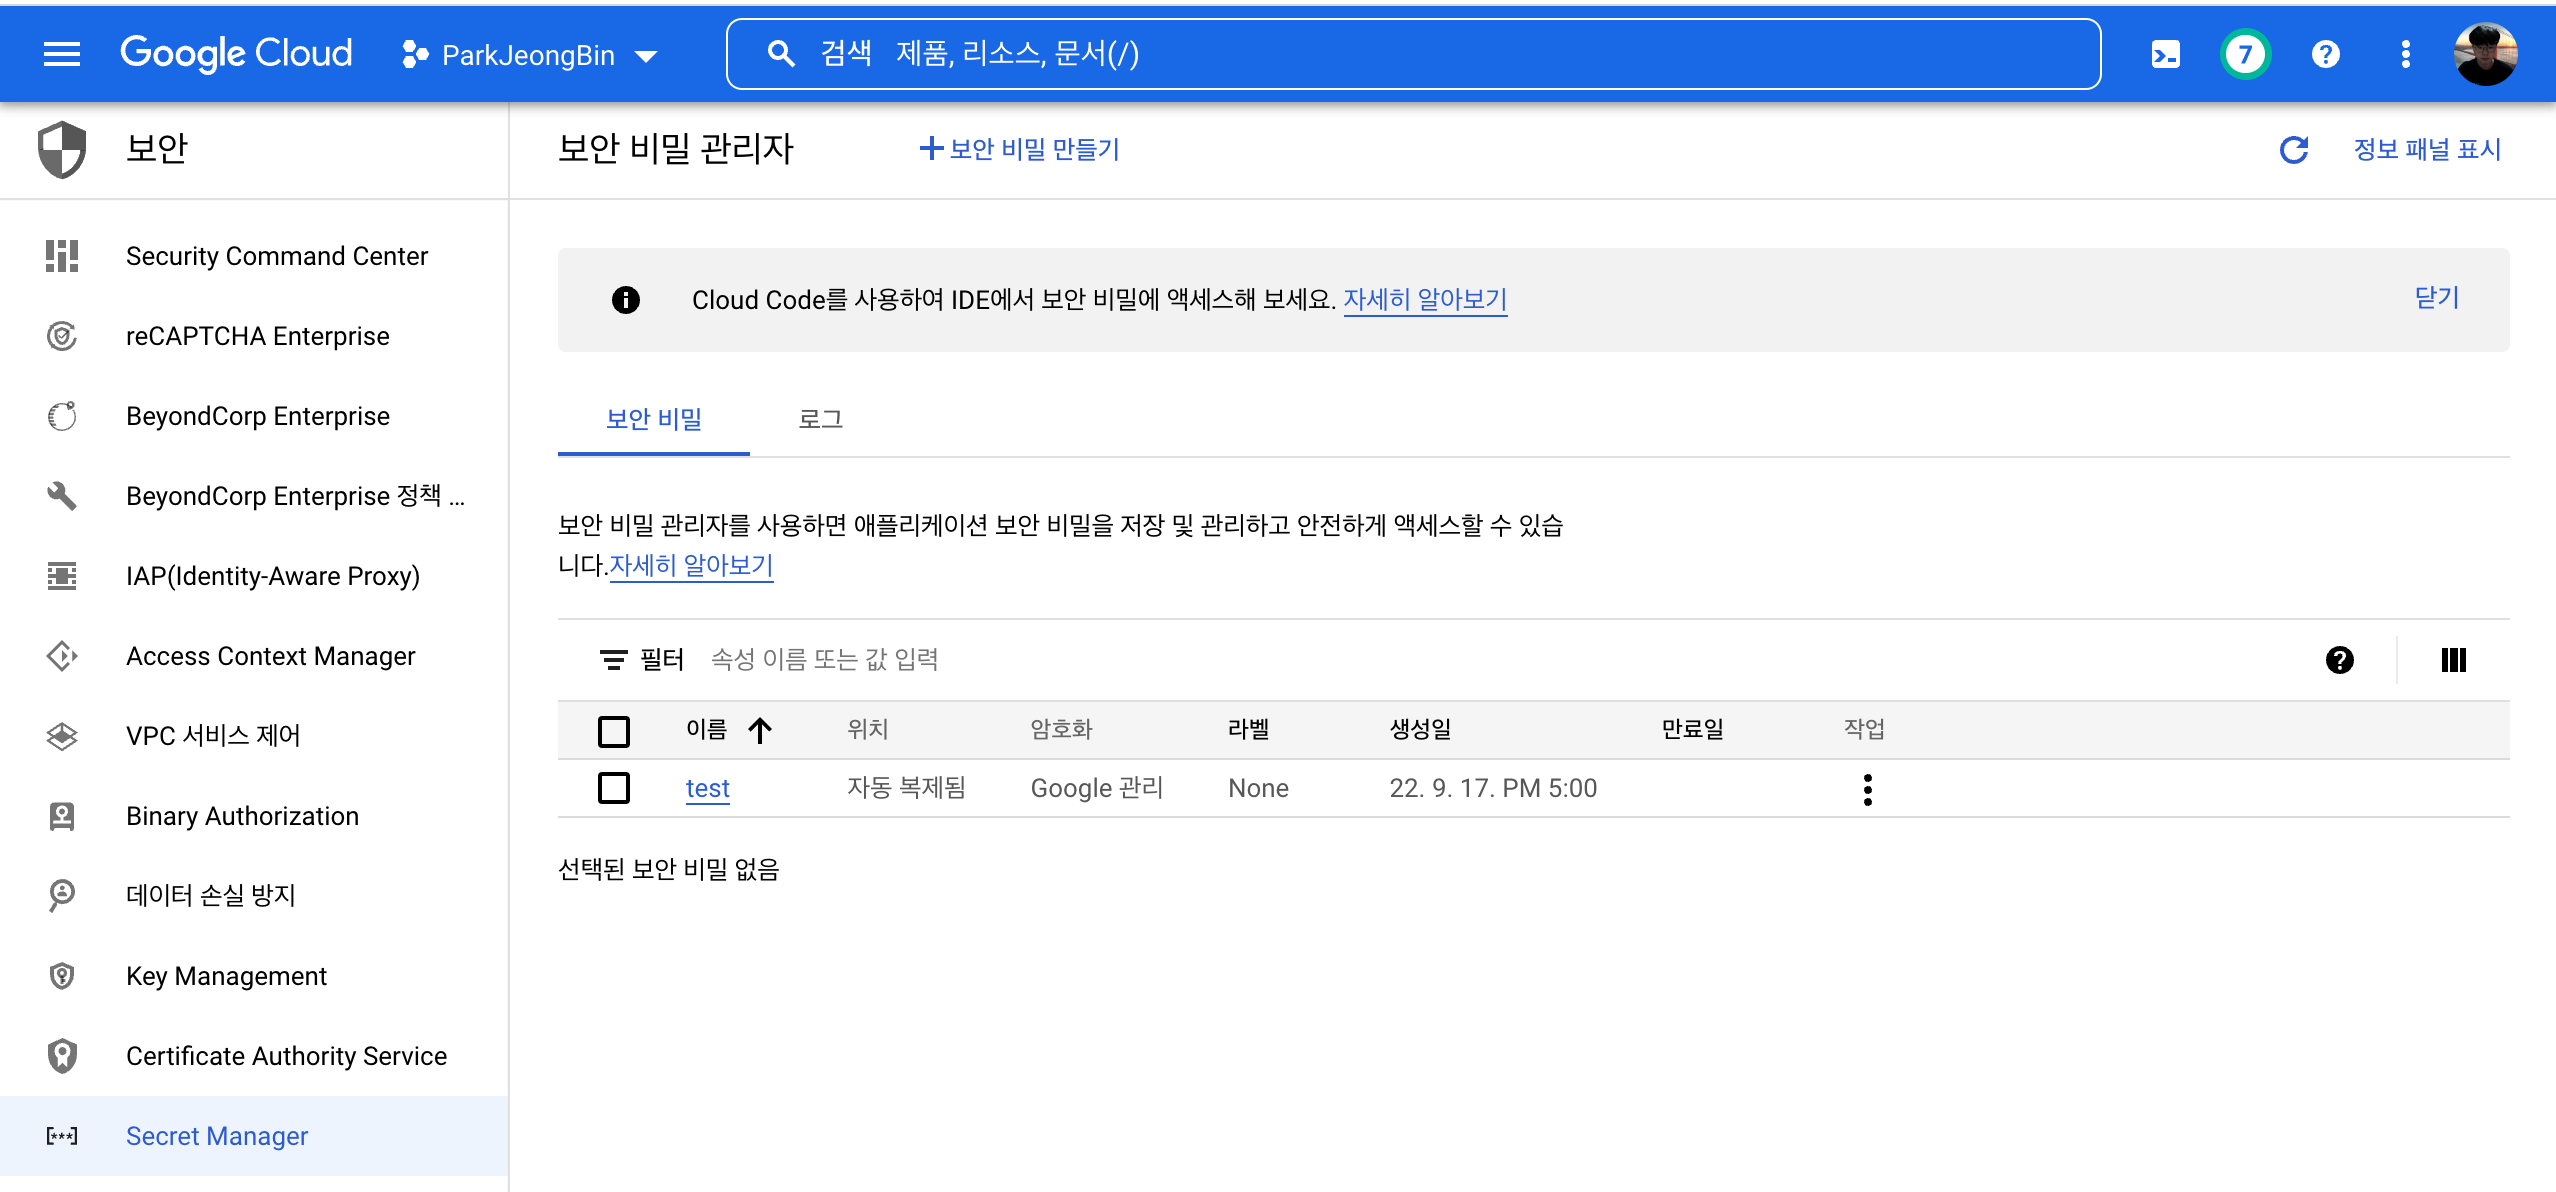 Google Cloud
ParkJeongBin
검색 제품, 리소스, 문서(/)
7
보안
보안 비밀 관리자
보안 비밀 만들기
정보 패널 표시
Security Command Center
reCAPTCHA Enterprise
BeyondCorp Enterprise
BeyondCorp Enterprise 정책 ...
IAP(Identity-Aware Proxy)
Access Context Manager
VPC 서비스 제어
Binary Authorization
데이터 손실 방지
Key Management
Certificate Authority Service
Secret Manager
Cloud Code를 사용하여 IDE에서 보안 비밀에 액세스해 보세요. 자세히 알아보기
닫기
보안 비밀 로그
보안 비밀 관리자를 사용하면 애플리케이션 보안 비밀을 저장 및 관리하고 안전하게 액세스할 수 있습
니다.자세히 알아보기
필터 속성 이름 또는 값 입력
이름 위치 암호화 라벨 생성일 만료일 작업
test 자동 복제됨 Google 관리 None 22. 9. 17. PM 5:00
선택된 보안 비밀 없음